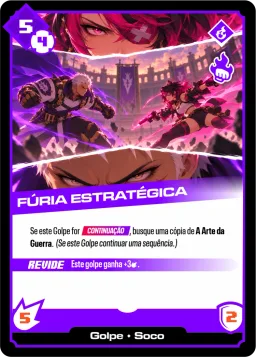 5
4
FÚRIA ESTRATÉGICA
Se este Golpe for CONTINUAÇÃO, busque uma cópia de A Arte da
Guerra. (Se este Golpe continuar uma sequência.)
REVIDE Este golpe ganha +3.
5
2
Golpe • Soco